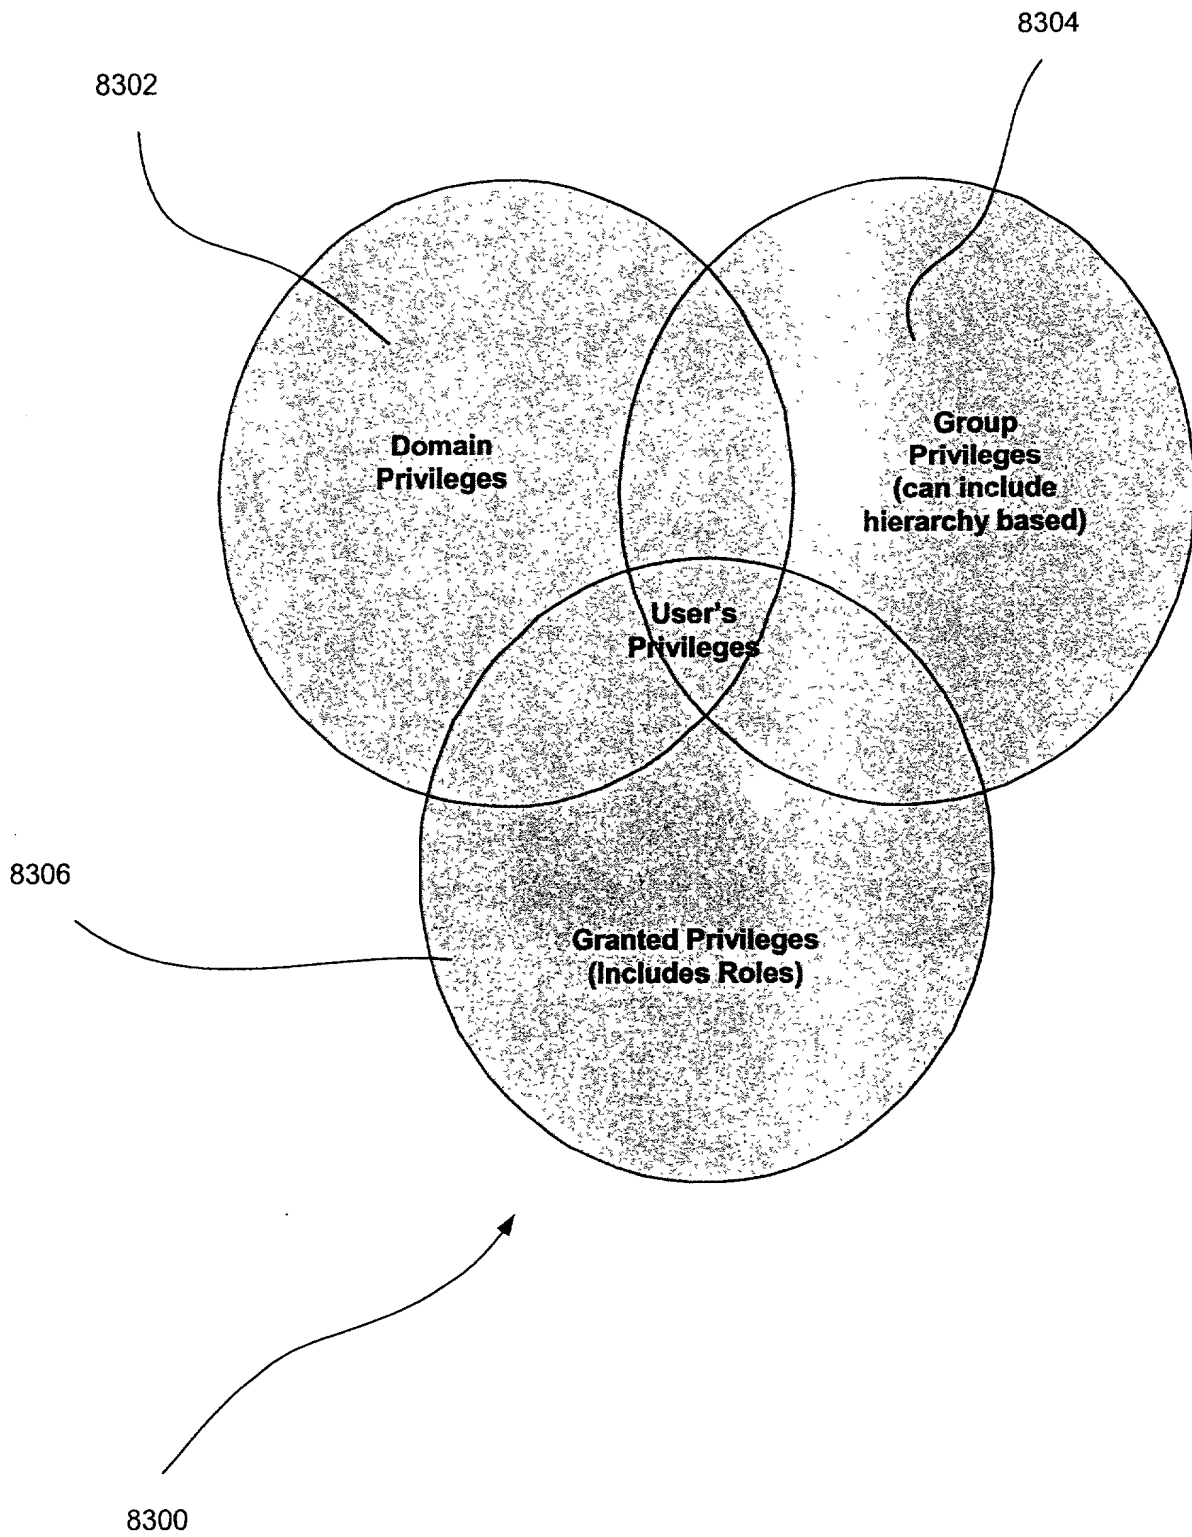 8304
8302
Domain
Privileges
Group
Privileges
(can include
hierarchy based)
User's
Privileges
8306
Granted Privileges
(Includes Roles)
8300